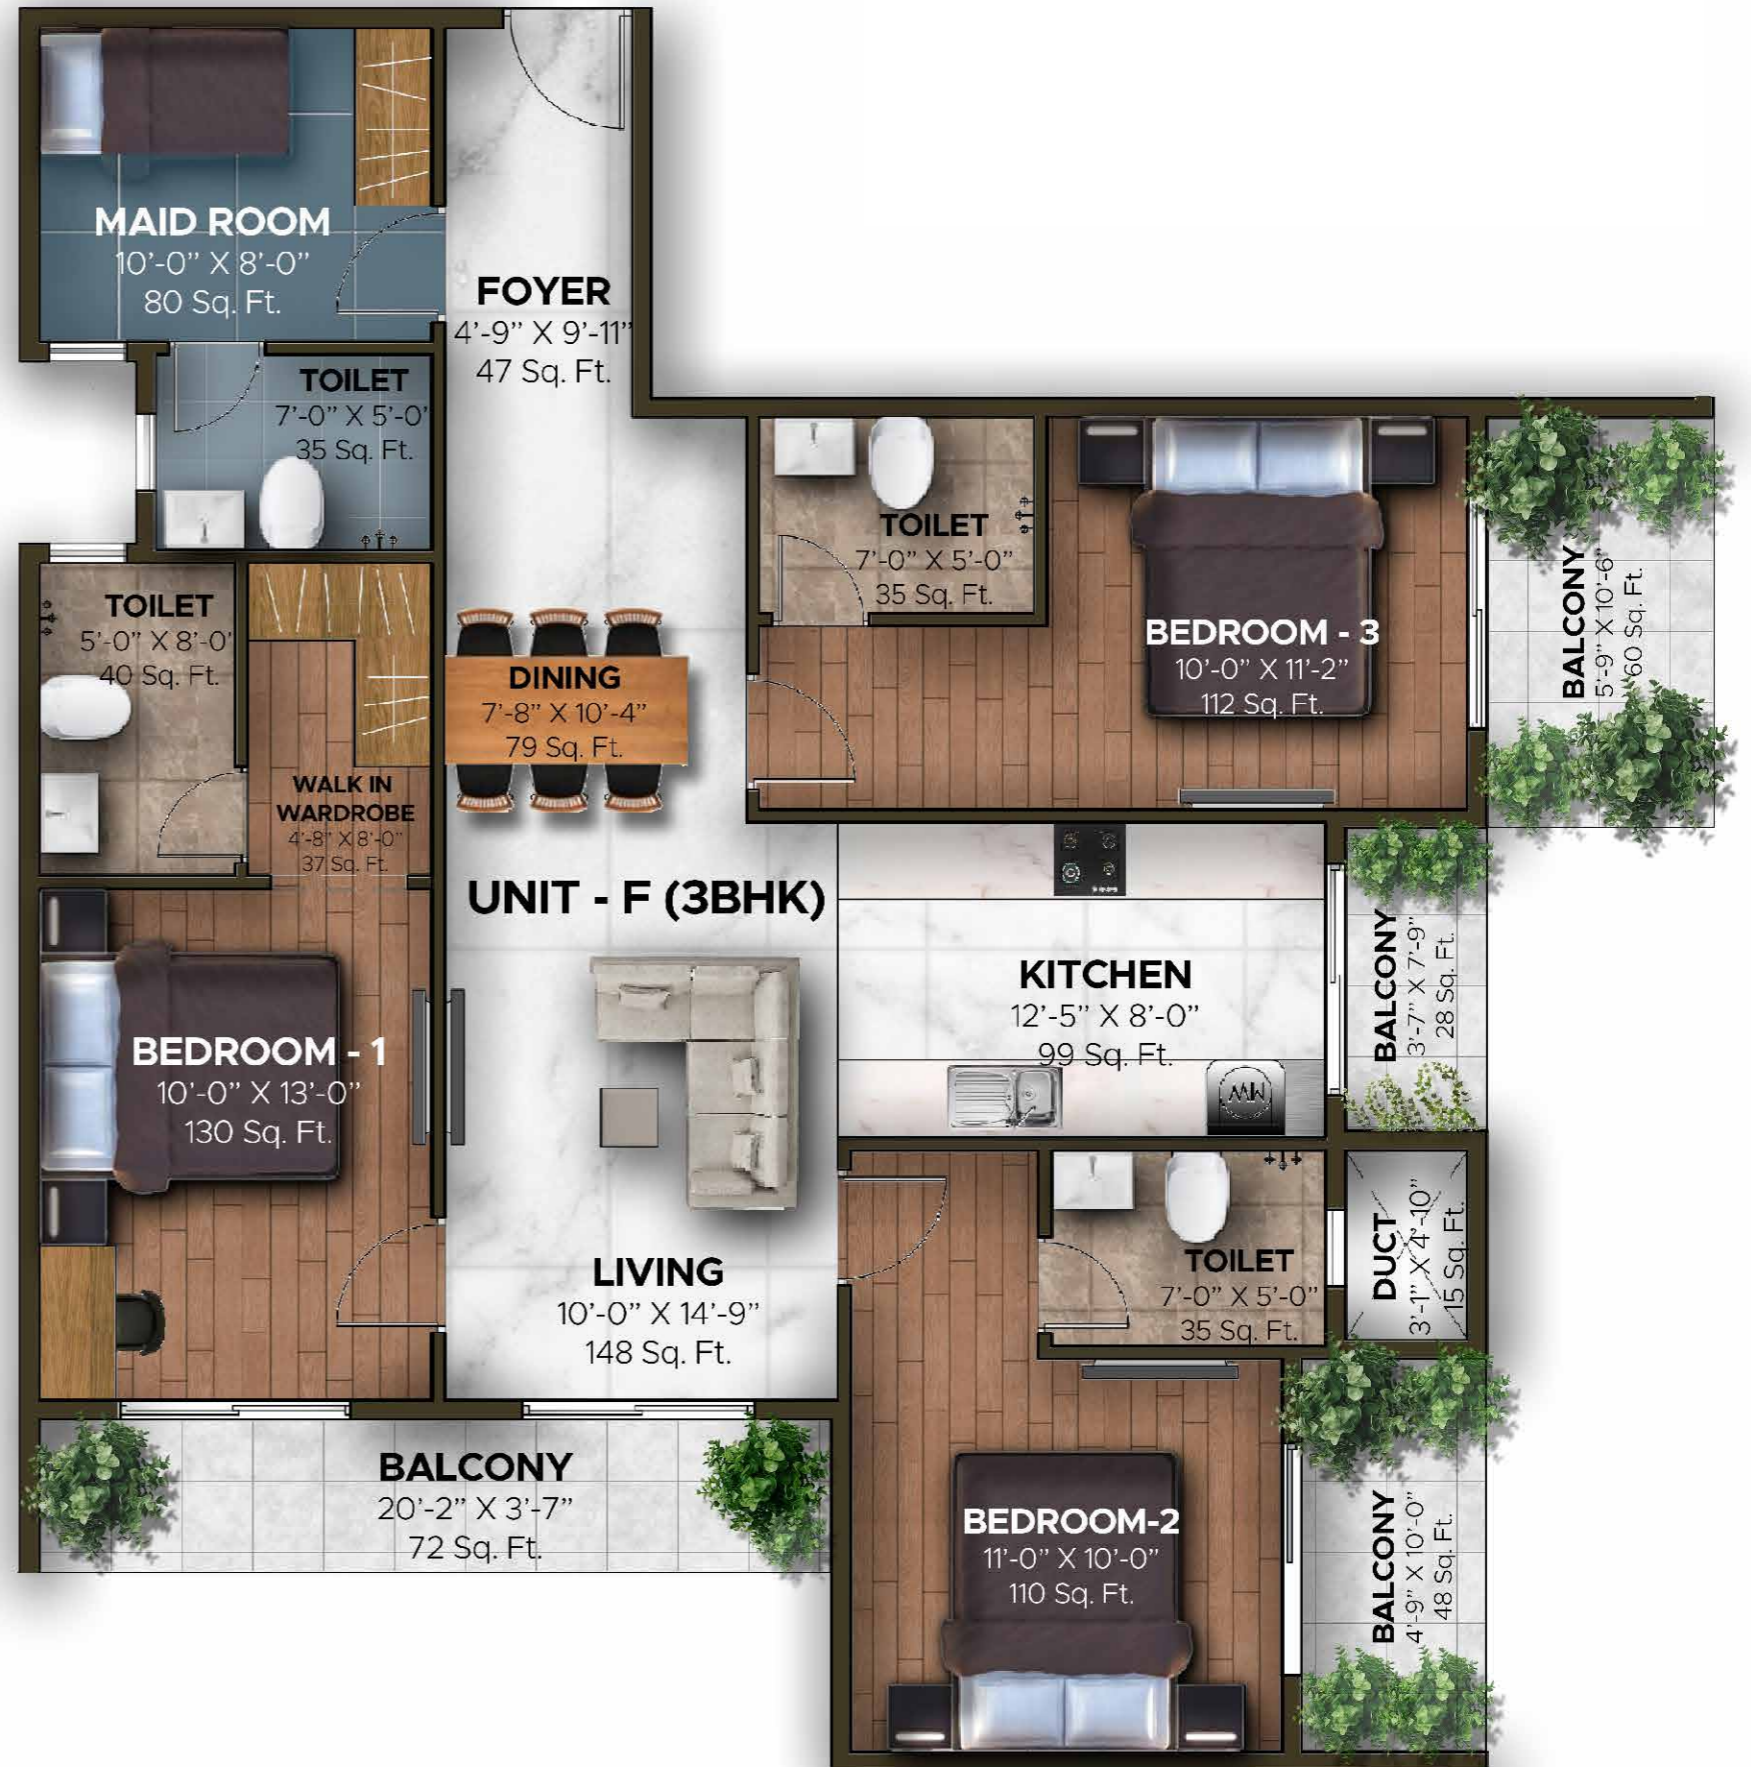 MAID ROOM
10'-0" X 8'-0"
80 Sq. Ft.
FOYER
4'-9" X 9'-11"
47 Sq. Ft.
TOILET
7'-0" X 5'-0'
35 Sq. Ft.
TOILET
7'-0" X 5'-0"
35 Sq. Ft.
BEDROOM - 3
10'-0" X 11'-2"
112 Sq. Ft.
BALCONY
5'-9" X 10'-6"
60 Sq. Ft.
TOILET
5'-0" X 8'-0'
40 Sq. Ft.
DINING
7'-8" X 10'-4"
79 Sq. Ft.
WALK IN
WARDROBE
4'-8" X 8'-0"
37 Sq. Ft.
UNIT - F (3BHK)
KITCHEN
12'-5" X 8'-0"
99 Sq. Ft.
MW
BALCONY
3'-7" X 7'-9"
28 Sq. Ft.
BEDROOM - 1
10'-0" X 13'-0"
130 Sq. Ft.
LIVING
10'-0" X 14'-9"
148 Sq. Ft.
TOILET
7'-0" X 5'-0"
35 Sq. Ft.
DUCT
3'-1" X 4'-10"
15 Sq. Ft.
BALCONY
20'-2" X 3'-7"
72 Sq. Ft.
BEDROOM-2
11'-0" X 10'-0"
110 Sq. Ft.
BALCONY
4'-9" X 10'-0"
48 Sq. Ft.